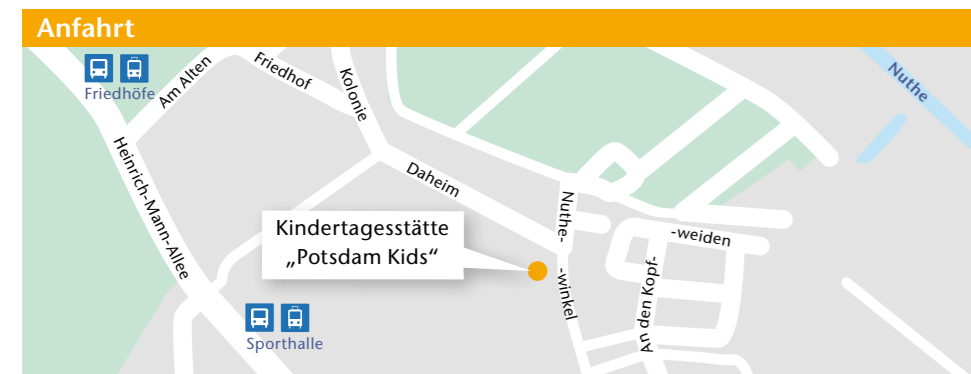 Anfahrt
Friedhöfe
Am Alten
Friedhof
Kolonie
Daheim
Nuthe
Heinrich-Mann-Allee
Kindertagesstätte
„Potsdam Kids“
Nuthe-
-winkel
-weiden
An den Kopf-
Sporthalle